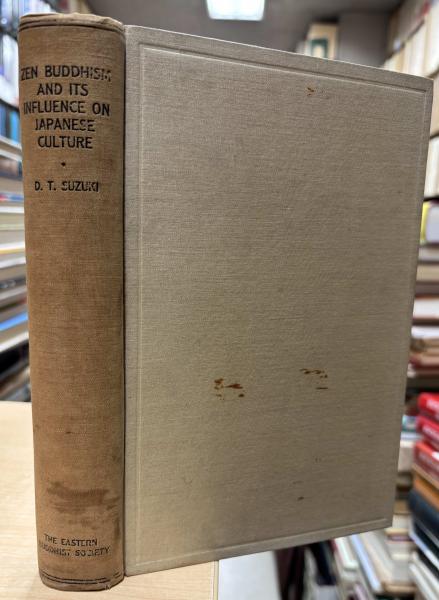 ZEN BUDDHISM
AND ITS
INFLUENCE ON
JAPANESE
CULTURE
•
D. T. SUZUKI
THE EASTERN
BUDDHIST SOCIETY